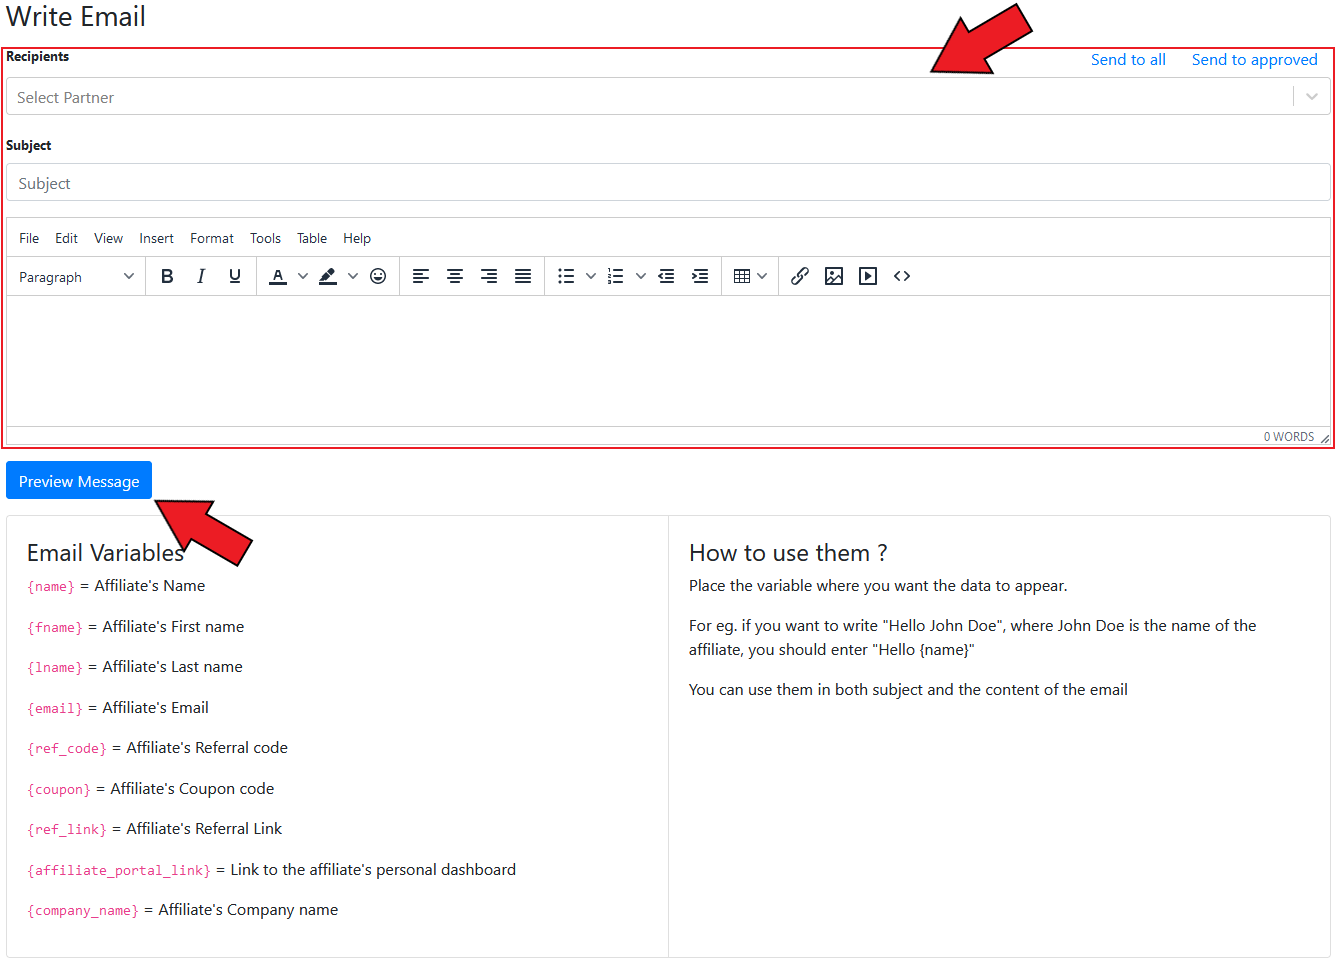 Write Email
Recipients
Send to all Send to approved
Select Partner
Subject
Subject
File Edit View Insert Format Tools Table Help
Paragraph B I U A
0 WORDS
Preview Message
Email Variables
{name} = Affiliate's Name
{fname} = Affiliate's First name
{lname} = Affiliate's Last name
{email} = Affiliate's Email
{ref_code} = Affiliate's Referral code
{coupon} = Affiliate's Coupon code
{ref_link} = Affiliate's Referral Link
{affiliate_portal_link} = Link to the affiliate's personal dashboard
{company_name} = Affiliate's Company name
How to use them ?
Place the variable where you want the data to appear.
For eg. if you want to write "Hello John Doe", where John Doe is the name of the
affiliate, you should enter "Hello {name}"
You can use them in both subject and the content of the email